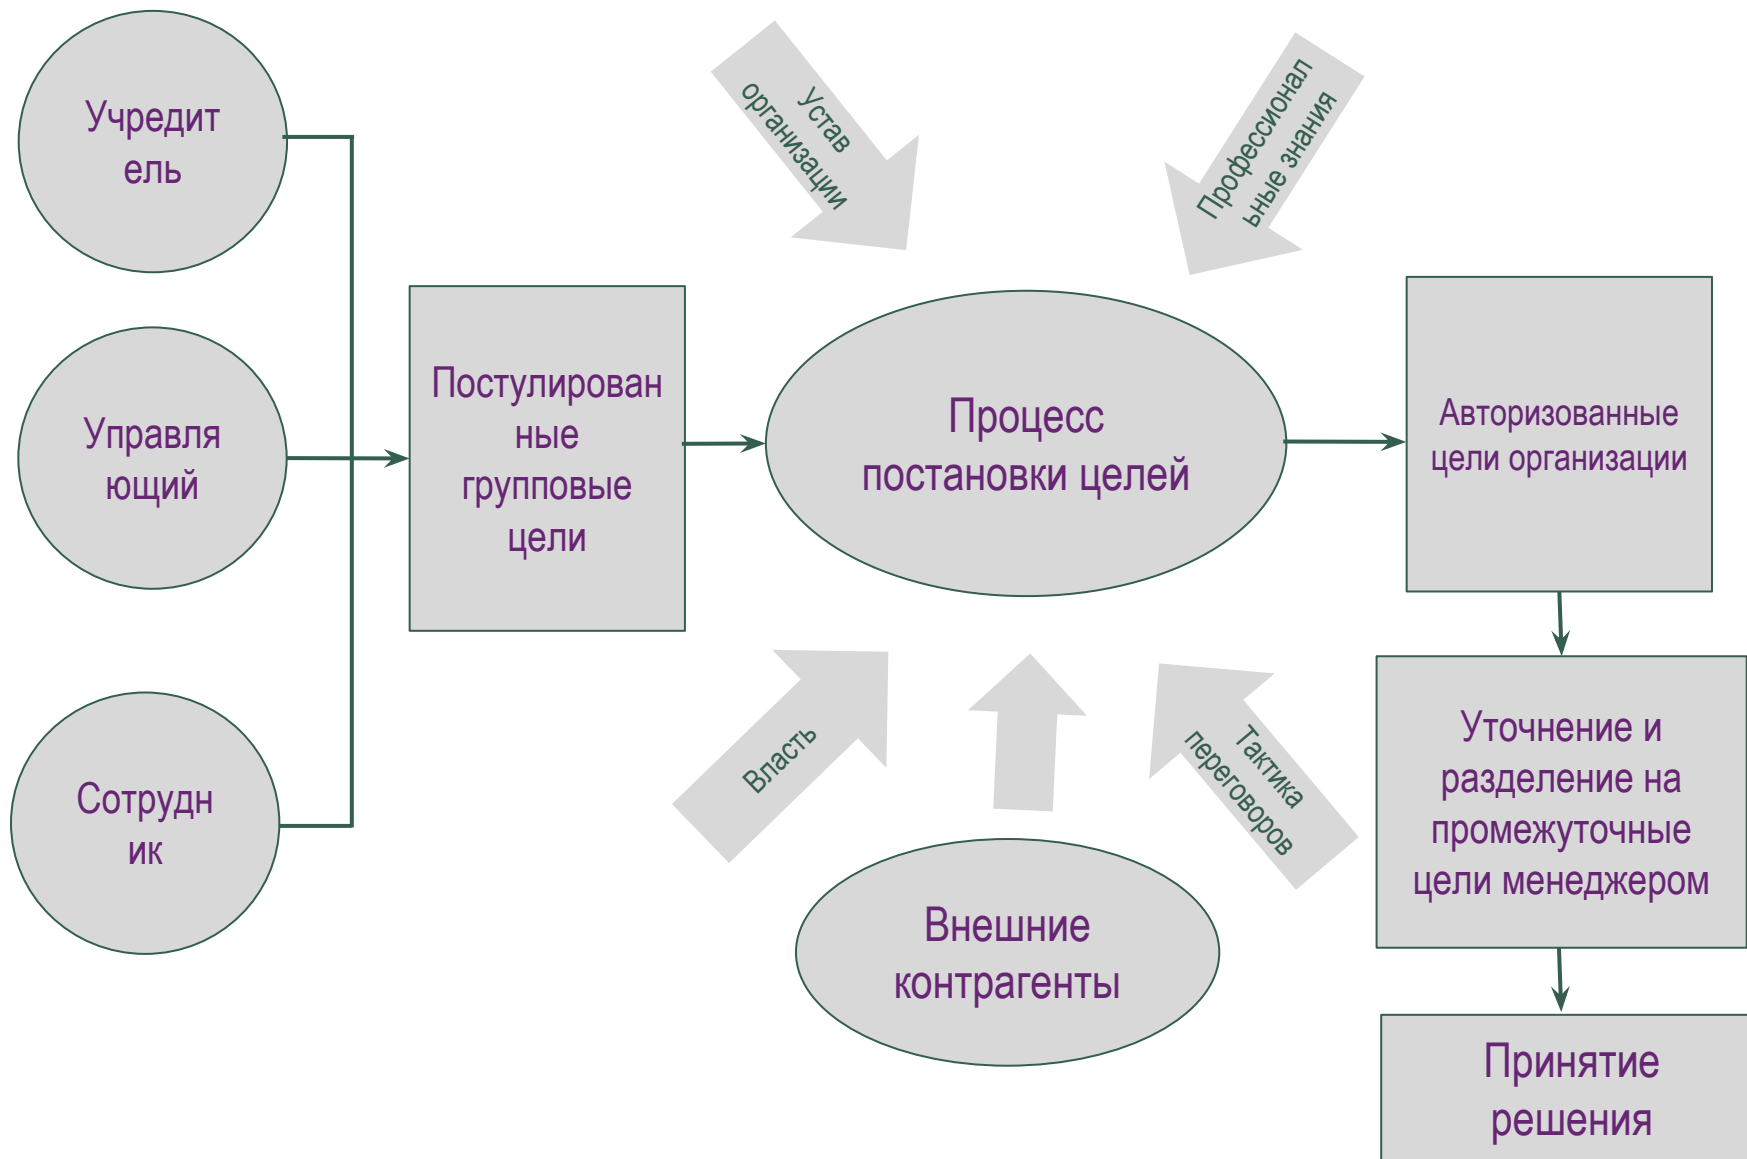 Учредит
ель
Управля
ющий
Сотрудн
ик
Постулирован
ные
групповые
цели
Устав
организации
Профессионал
ьные знания
Процесс
постановки целей
Власть
Тактика
переговоров
Внешние
контрагенты
Авторизованные
цели организации
Уточнение и
разделение на
промежуточные
цели менеджером
Принятие
решения